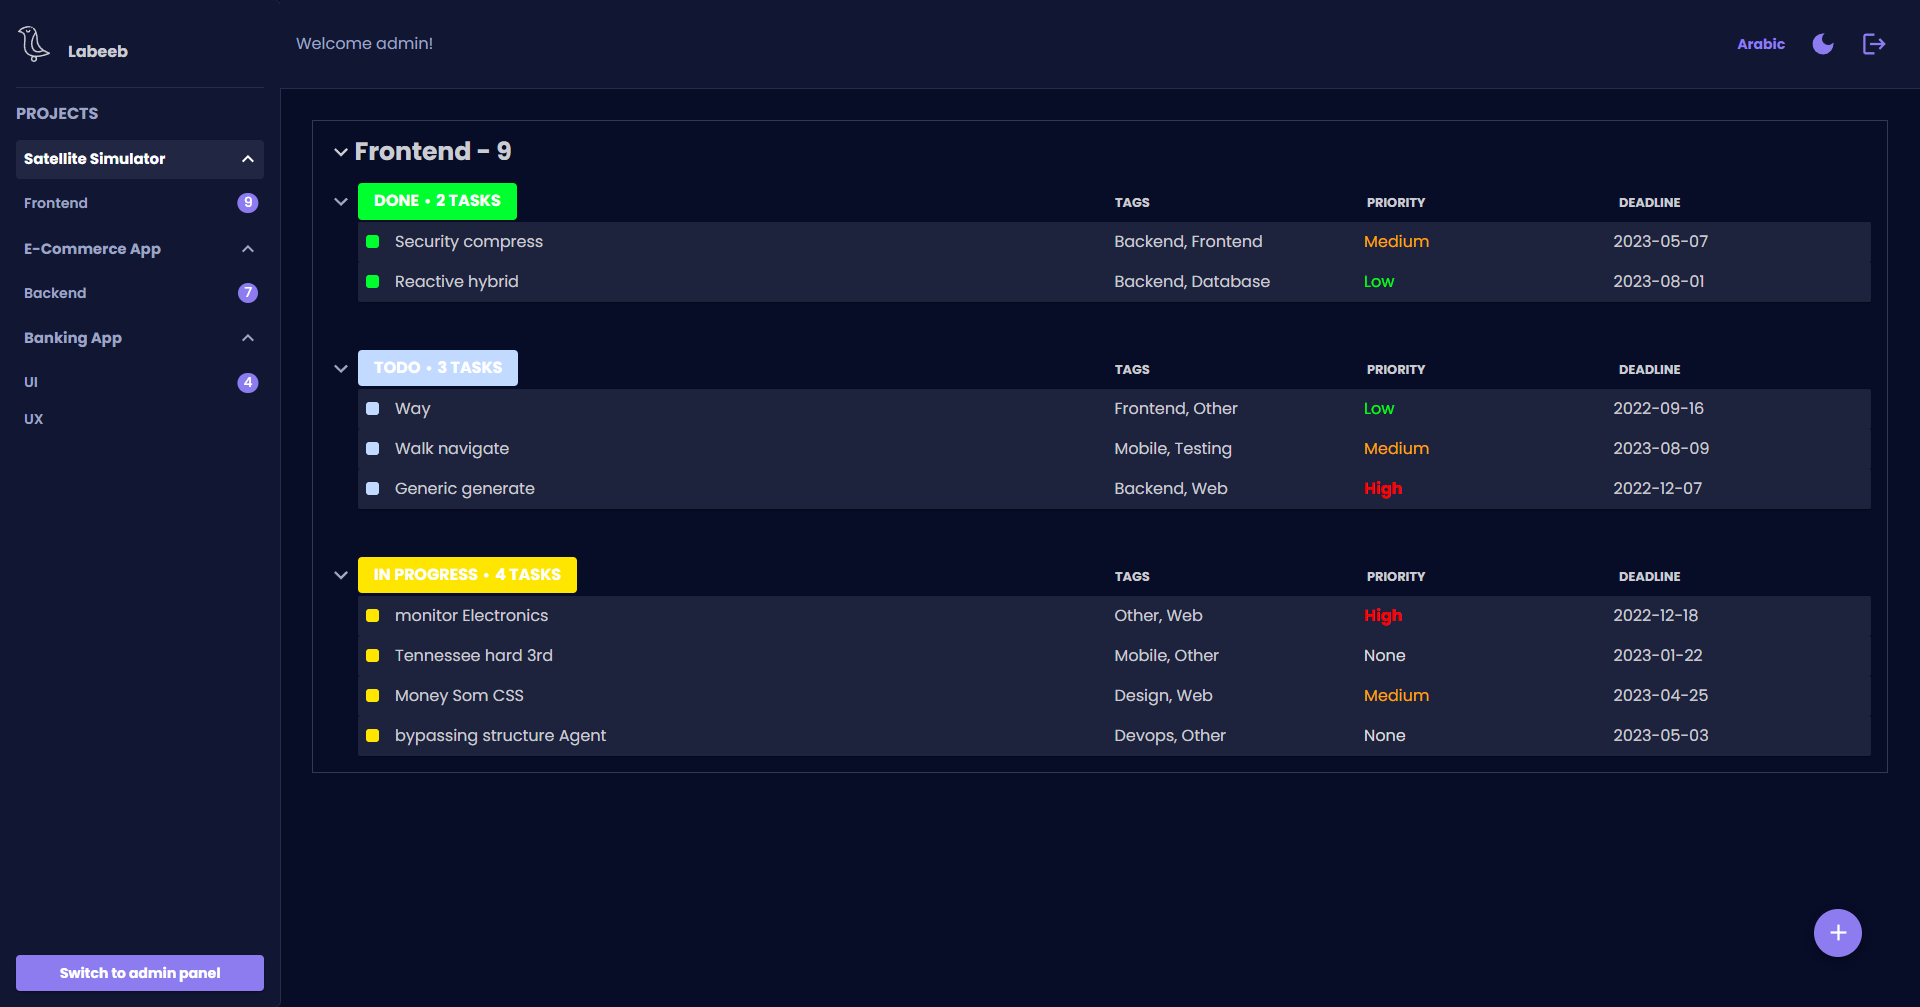 Labeeb
Welcome admin!
Arabic
PROJECTS
Satellite Simulator
Frontend 9
E-Commerce App
Backend 7
Banking App
UI 4
UX
Switch to admin panel
Frontend - 9
DONE • 2 TASKS TAGS PRIORITY DEADLINE
Security compress Backend, Frontend Medium 2023-05-07
Reactive hybrid Backend, Database Low 2023-08-01
TODO • 3 TASKS TAGS PRIORITY DEADLINE
Way Frontend, Other Low 2022-09-16
Walk navigate Mobile, Testing Medium 2023-08-09
Generic generate Backend, Web High 2022-12-07
IN PROGRESS • 4 TASKS TAGS PRIORITY DEADLINE
monitor Electronics Other, Web High 2022-12-18
Tennessee hard 3rd Mobile, Other None 2023-01-22
Money Som CSS Design, Web Medium 2023-04-25
bypassing structure Agent Devops, Other None 2023-05-03
+